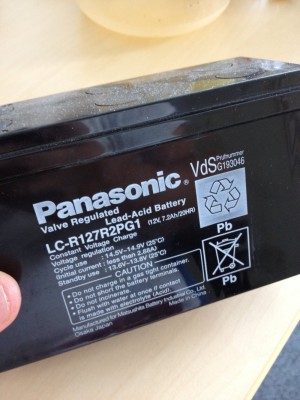 Panasonic®
Valve Regulated
Lead-Acid Battery
LC-R127R2PG1 (12V, 7.2Ah/20HR)
Constant Voltage Charge
Voltage regulation
Cycle use : 14.5V~14.9V (25°C)
Initial current : less than 2.88A
Standby use : 13.6V~13.8V (25°C)
CAUTION
• Do not charge in a gas tight container.
• Do not incinerate.
• Do not short the battery terminals.
• Flush with water at once if contact
is made with electrolyte (Acid).
Manufactured by Matsushita Battery Industrial Co., Ltd.
Osaka Japan
VdS Prüfnummer
G193046
Pb
Pb